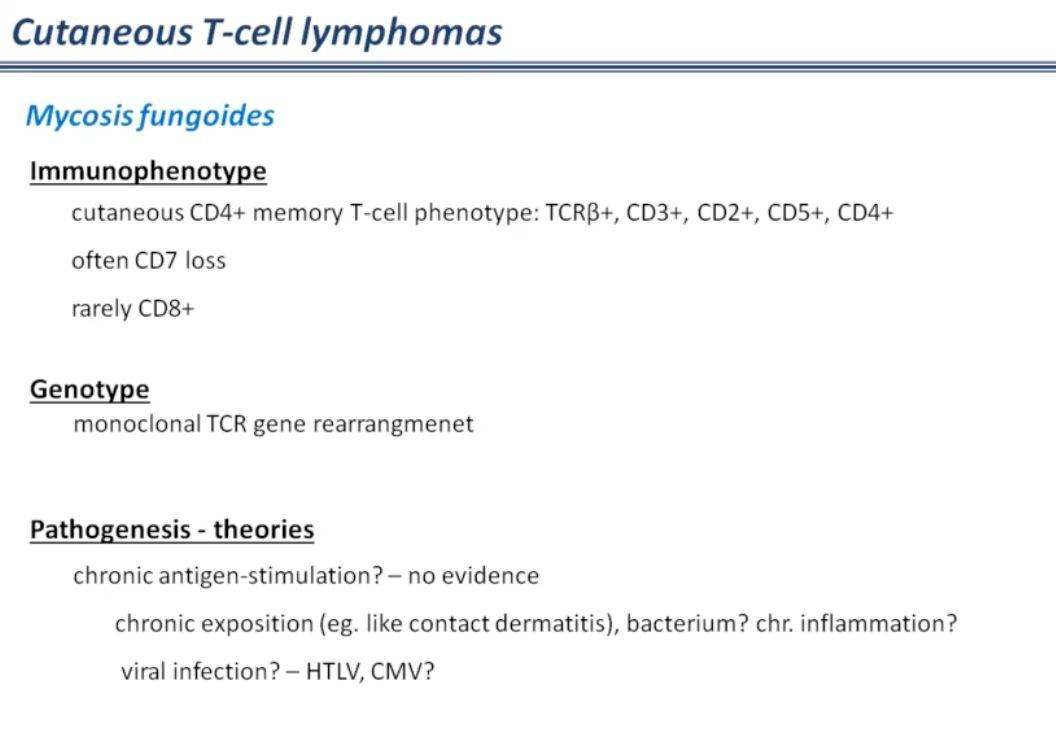 Cutaneous T-cell lymphomas
Mycosis fungoides
Immunophenotype
cutaneous CD4+ memory T-cell phenotype: TCRβ+, CD3+, CD2+, CD5+, CD4+
often CD7 loss
rarely CD8+
Genotype
monoclonal TCR gene rearrangmenet
Pathogenesis - theories
chronic antigen-stimulation? – no evidence
chronic exposition (eg. like contact dermatitis), bacterium? chr. inflammation?
viral infection? – HTLV, CMV?